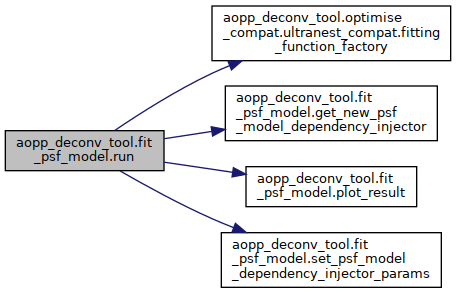 aopp_deconv_tool.optimise
_compat.ultranest_compat.fitting
_function_factory
aopp_deconv_tool.fit
_psf_model.get_new_psf
_model_dependency_injector
aopp_deconv_tool.fit
_psf_model.run
aopp_deconv_tool.fit
_psf_model.plot_result
aopp_deconv_tool.fit
_psf_model.set_psf_model
_dependency_injector_params